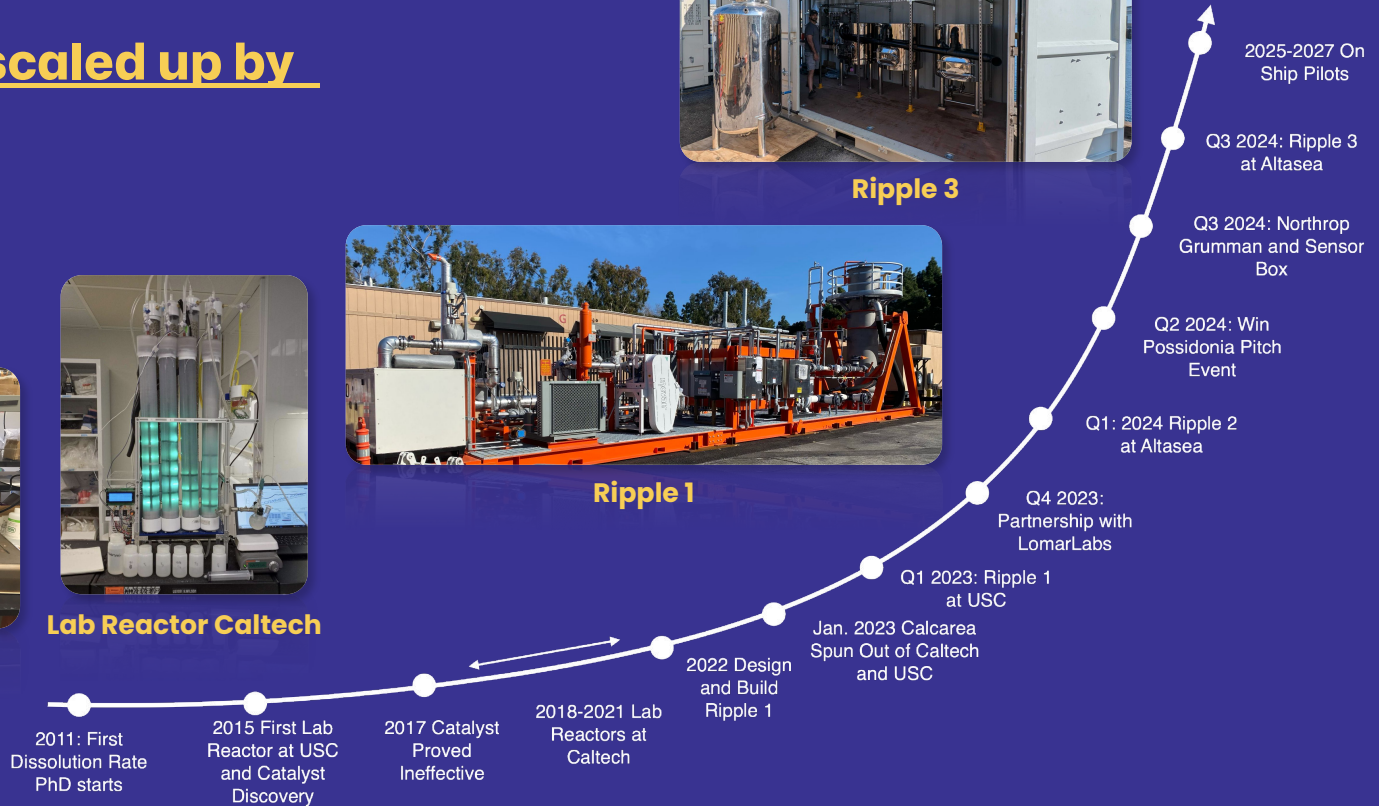 scaled up by
2025-2027 On
Ship Pilots
Q3 2024: Ripple 3
at Altasea
Ripple 3
Q3 2024: Northrop
Grumman and Sensor
Box
Q2 2024: Win
Possidonia Pitch
Event
Q1: 2024 Ripple 2
at Altasea
G
Ripple 1
Q4 2023:
Partnership with
LomarLabs
Q1 2023: Ripple 1
at USC
Lab Reactor Caltech
Jan. 2023 Calcarea
Spun Out of Caltech
and USC
2022 Design
and Build
Ripple 1
2018-2021 Lab
Reactors at
Caltech
2017 Catalyst
Proved
Ineffective
2015 First Lab
Reactor at USC
and Catalyst
Discovery
2011: First
Dissolution Rate
PhD starts